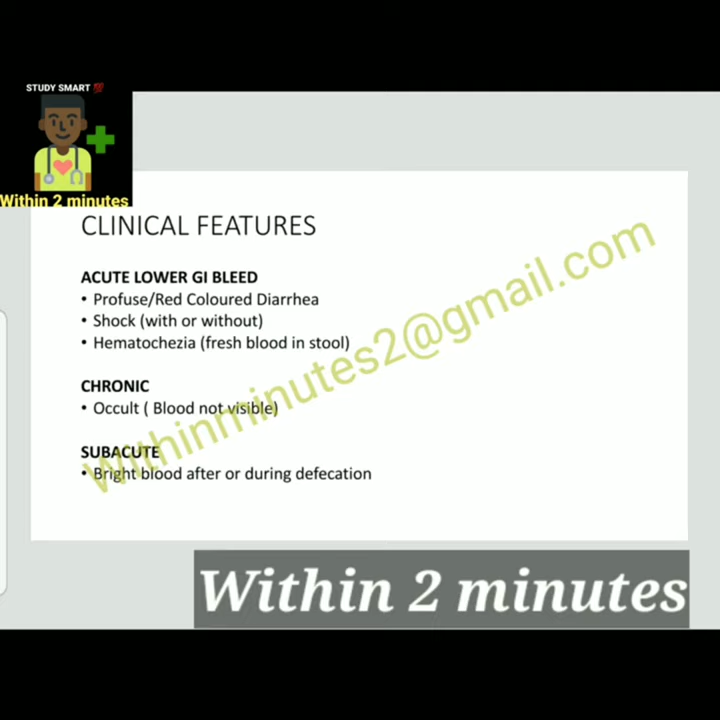 STUDY SMART 💯
Within 2 minutes
CLINICAL FEATURES
ACUTE LOWER GI BLEED
• Profuse/Red Coloured Diarrhea
• Shock (with or without)
• Hematochezia (fresh blood in stool)
CHRONIC
• Occult ( Blood not visible)
SUBACUTE
• Bright blood after or during defecation
Withinminutes2@gmail.com
Within 2 minutes